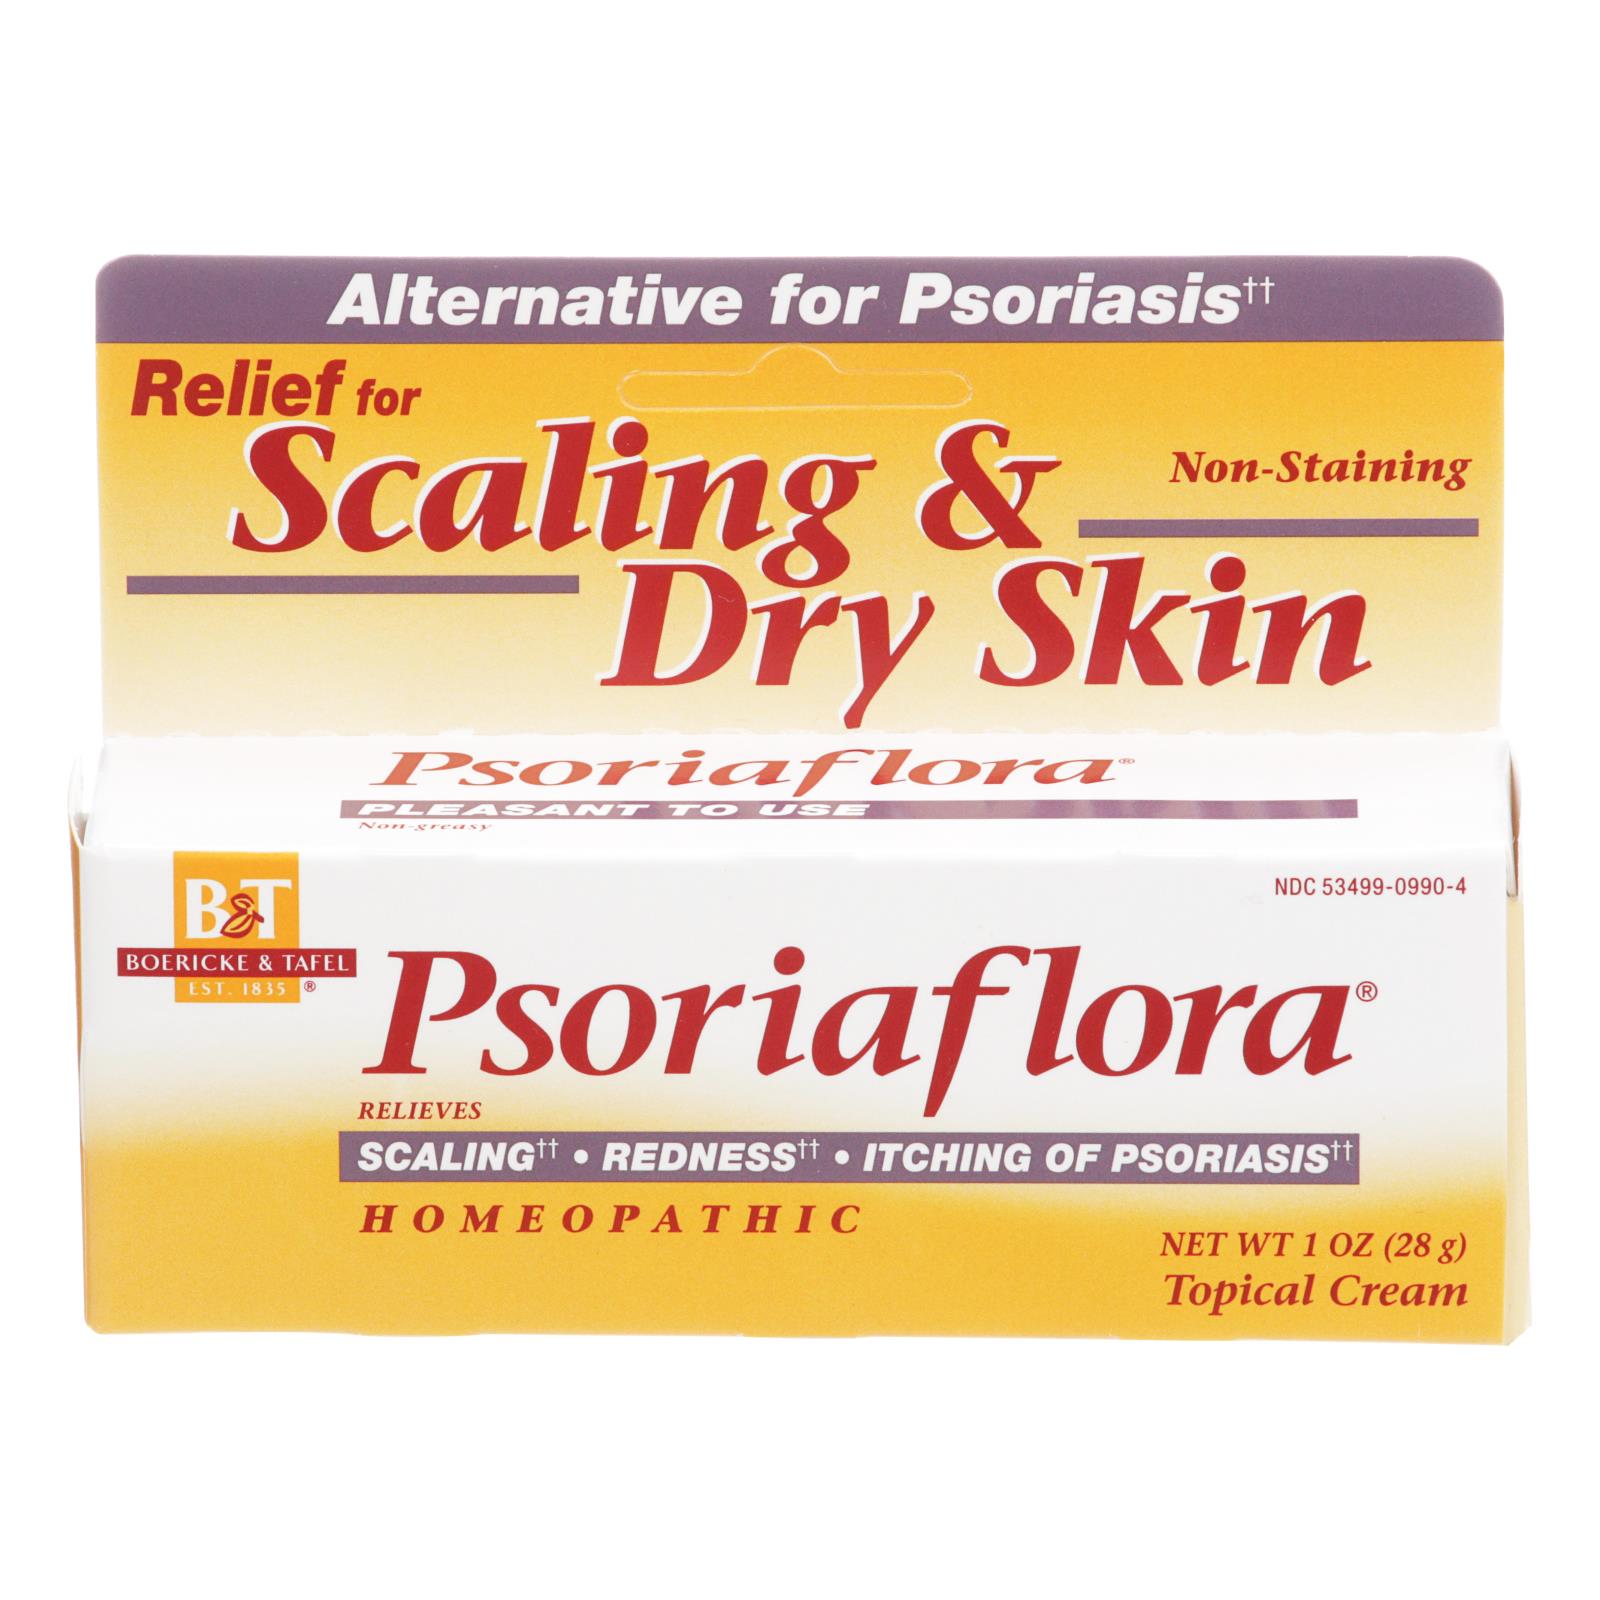 Alternative for Psoriasis††
Relief for
Scaling &
Non-Staining
Dry Skin
Psoriaflora®
PLEASANT TO USE
Non-greasy
B&T
BOERICKE & TAFEL
EST. 1835 ®
NDC 53499-0990-4
Psoriaflora®
RELIEVES
SCALING†† • REDNESS†† • ITCHING OF PSORIASIS††
HOMEOPATHIC
NET WT 1 OZ (28 g)
Topical Cream